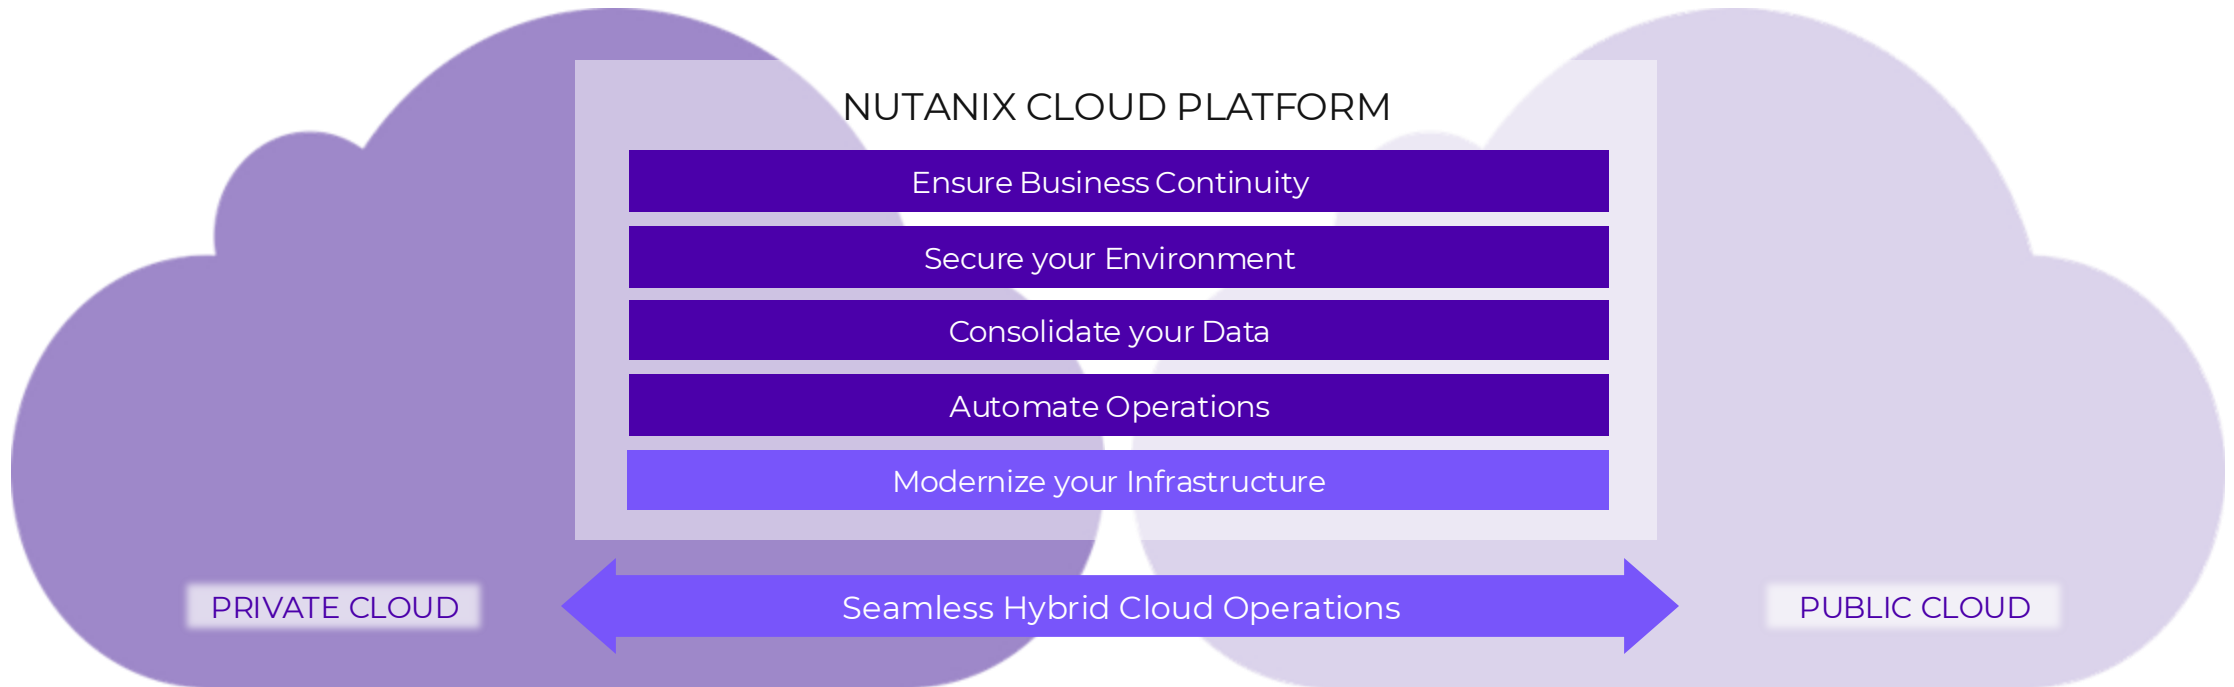 NUTANIX CLOUD PLATFORM
Ensure Business Continuity
Secure your Environment
Consolidate your Data
Automate Operations
Modernize your Infrastructure
PRIVATE CLOUD
Seamless Hybrid Cloud Operations
PUBLIC CLOUD